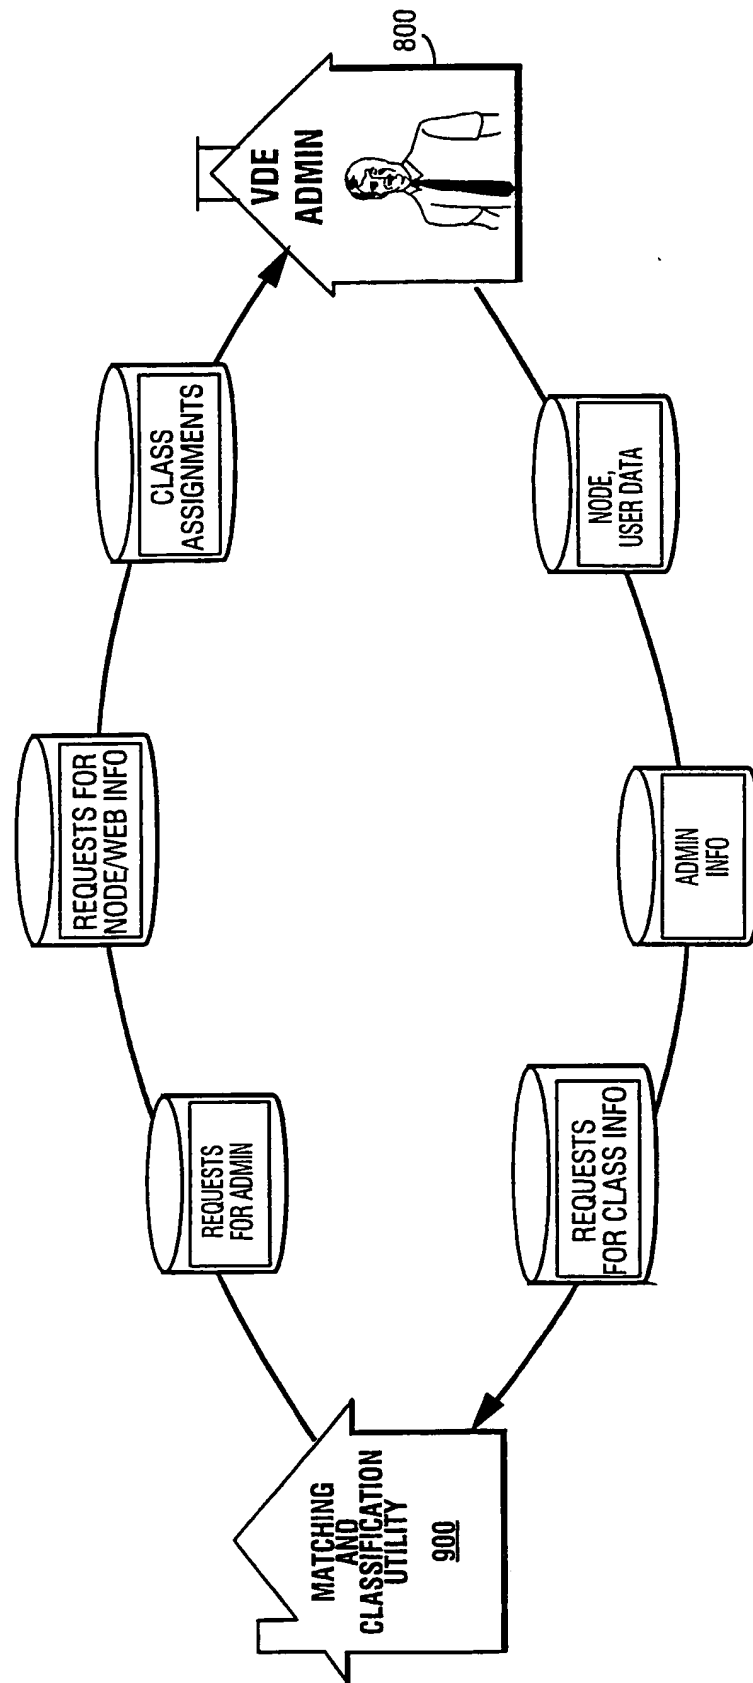 MATCHING
AND
CLASSIFICATION
UTILITY
900
REQUESTS
FOR ADMIN
REQUESTS FOR
NODE/WEB INFO
CLASS
ASSIGNMENTS
VDE
ADMIN
800
NODE,
USER DATA
ADMIN
INFO
REQUESTS
FOR CLASS INFO